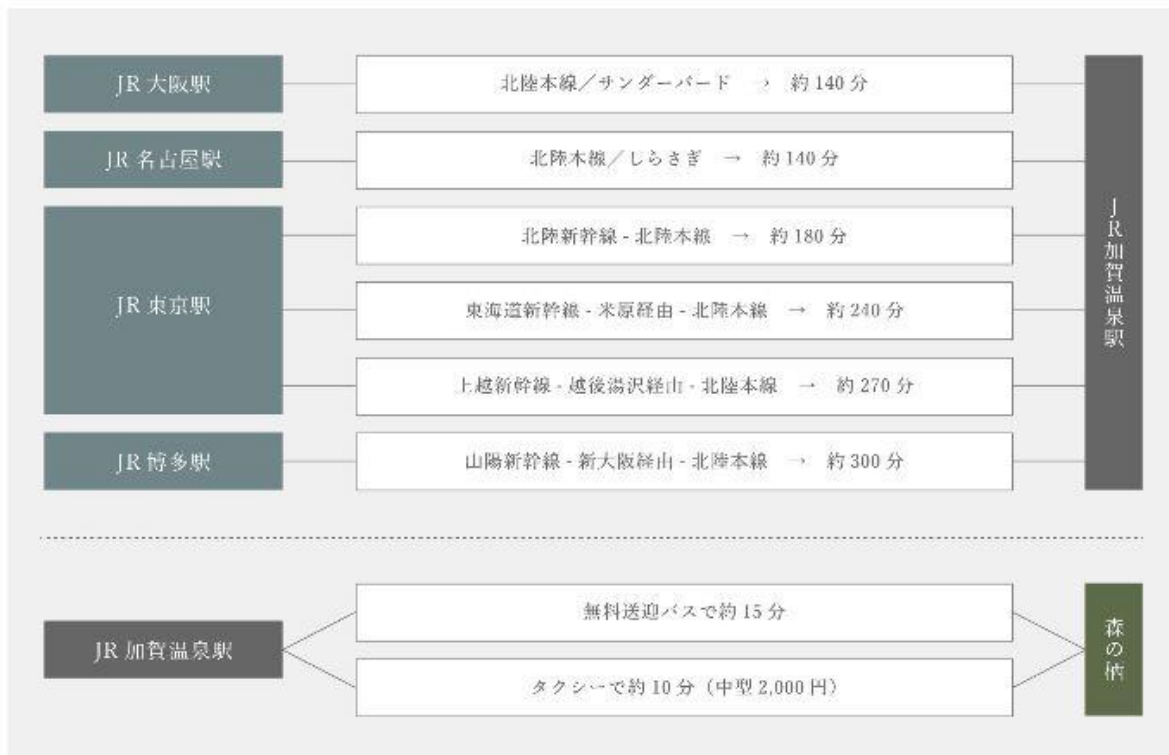 JR 大阪駅
北陸本線／サンダーバード → 約 140 分
JR 名古屋駅
北陸本線／しらさぎ → 約 140 分
JR 東京駅
北陸新幹線 - 北陸本線 → 約 180 分
東海道新幹線 - 米原経由 - 北陸本線 → 約 240 分
上越新幹線 - 越後湯沢経由 - 北陸本線 → 約 270 分
JR 博多駅
山陽新幹線 - 新大阪経由 - 北陸本線 → 約 300 分
JR加賀温泉駅
JR 加賀温泉駅
無料送迎バスで約 15 分
タクシーで約 10 分（中型 2,000 円）
森の栖